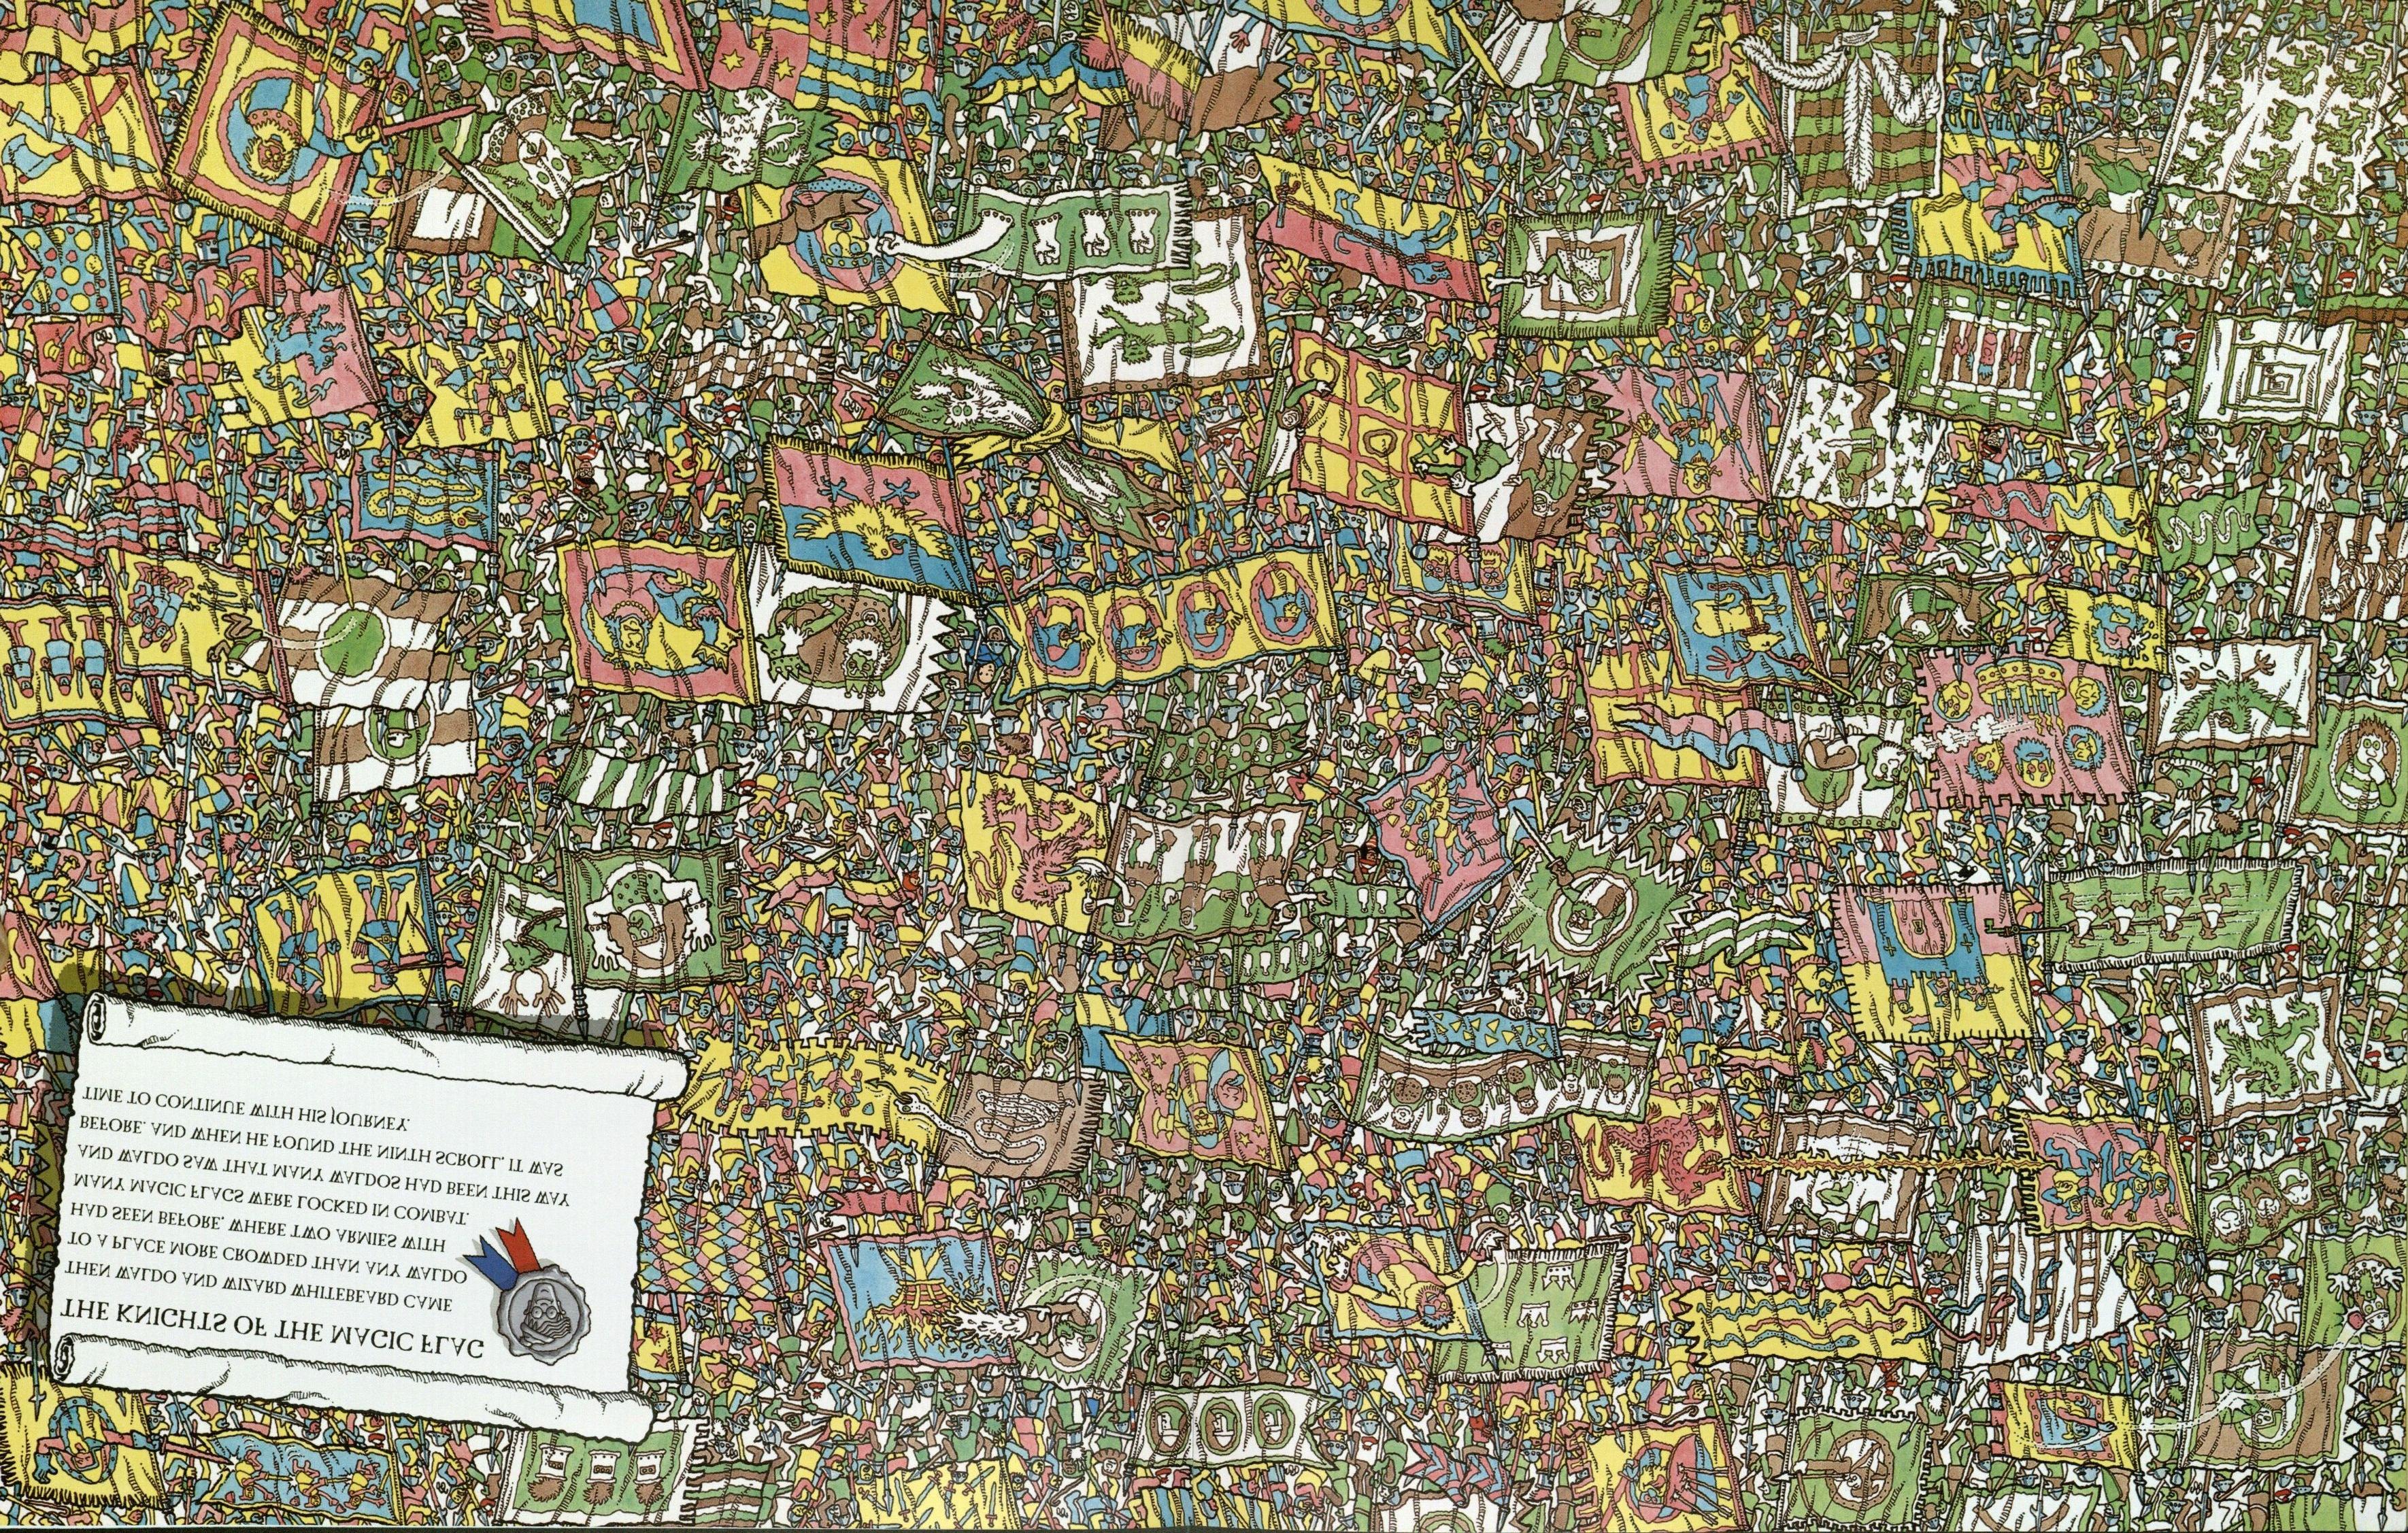 THE KNIGHTS OF THE MAGIC FLAG
THEN WALDO AND WIZARD WHITEBEARD CAME
TO A PLACE MORE CROWDED THAN ANY WALDO
HAD SEEN BEFORE, WHERE TWO ARMIES WITH
MANY MAGIC FLAGS WERE LOCKED IN COMBAT.
AND WALDO SAW THAT MANY WALDOS HAD BEEN THIS WAY
BEFORE. AND WHEN HE FOUND THE NINTH SCROLL, IT WAS
TIME TO CONTINUE WITH HIS JOURNEY.